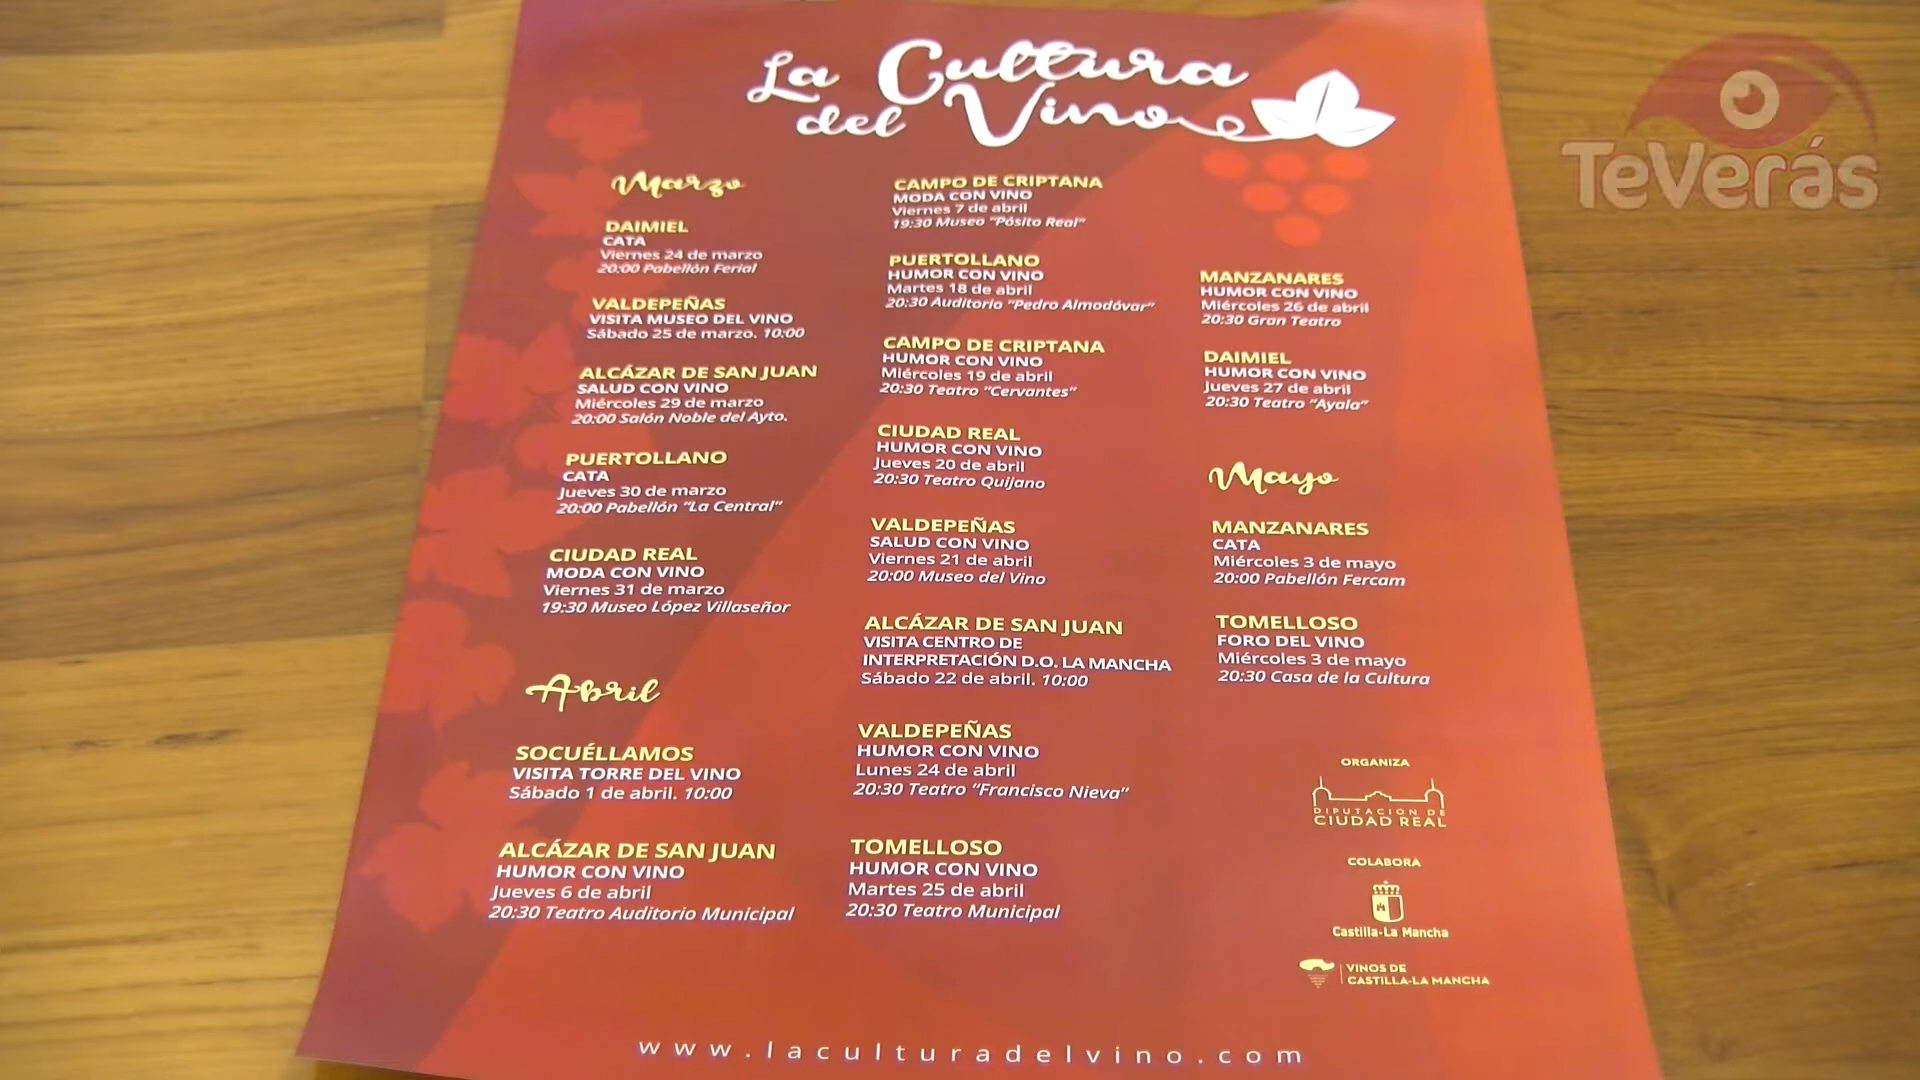 La Cultura
del Vino
TeVerás
Marzo
DAIMIEL
CATA
Viernes 24 de marzo
20:00 Pabellón Ferial
VALDEPEÑAS
VISITA MUSEO DEL VINO
Sábado 25 de marzo. 10:00
ALCÁZAR DE SAN JUAN
SALUD CON VINO
Miércoles 29 de marzo
20:00 Salón Noble del Ayto.
PUERTOLLANO
CATA
Jueves 30 de marzo
20:00 Pabellón "La Central"
CIUDAD REAL
MODA CON VINO
Viernes 31 de marzo
19:30 Museo López Villaseñor
Abril
SOCUÉLLAMOS
VISITA TORRE DEL VINO
Sábado 1 de abril. 10:00
ALCÁZAR DE SAN JUAN
HUMOR CON VINO
Jueves 6 de abril
20:30 Teatro Auditorio Municipal
CAMPO DE CRIPTANA
MODA CON VINO
Viernes 7 de abril
19:30 Museo "Pósito Real"
PUERTOLLANO
HUMOR CON VINO
Martes 18 de abril
20:30 Auditorio "Pedro Almodóvar"
CAMPO DE CRIPTANA
HUMOR CON VINO
Miércoles 19 de abril
20:30 Teatro "Cervantes"
CIUDAD REAL
HUMOR CON VINO
Jueves 20 de abril
20:30 Teatro Quijano
VALDEPEÑAS
SALUD CON VINO
Viernes 21 de abril
20:00 Museo del Vino
ALCÁZAR DE SAN JUAN
VISITA CENTRO DE
INTERPRETACIÓN D.O. LA MANCHA
Sábado 22 de abril. 10:00
VALDEPEÑAS
HUMOR CON VINO
Lunes 24 de abril
20:30 Teatro "Francisco Nieva"
TOMELLOSO
HUMOR CON VINO
Martes 25 de abril
20:30 Teatro Municipal
MANZANARES
HUMOR CON VINO
Miércoles 26 de abril
20:30 Gran Teatro
DAIMIEL
HUMOR CON VINO
Jueves 27 de abril
20:30 Teatro "Ayala"
Mayo
MANZANARES
CATA
Miércoles 3 de mayo
20:00 Pabellón Fercam
TOMELLOSO
FORO DEL VINO
Miércoles 3 de mayo
20:30 Casa de la Cultura
ORGANIZA
DIPUTACIÓN DE
CIUDAD REAL
COLABORA
Castilla-La Mancha
VINOS DE
CASTILLA-LA MANCHA
www.laculturadelvino.com